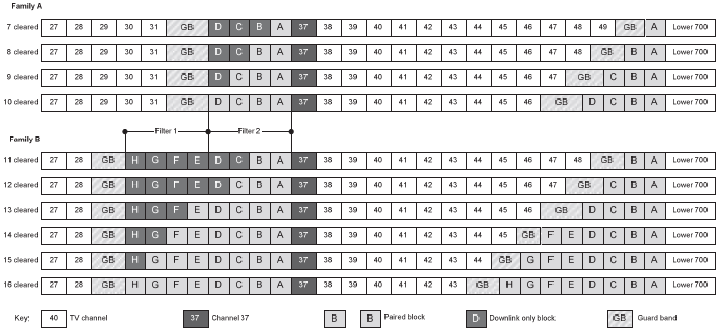 Family A
7 cleared 27 28 29 30 31 GB D C B A 37 38 39 40 41 42 43 44 45 46 47 48 49 GB A Lower 700
8 cleared 27 28 29 30 31 GB D C B A 37 38 39 40 41 42 43 44 45 46 47 48 GB B A Lower 700
9 cleared 27 28 29 30 31 GB D C B A 37 38 39 40 41 42 43 44 45 46 47 GB C B A Lower 700
10 cleared 27 28 29 30 31 GB D C B A 37 38 39 40 41 42 43 44 45 46 GB D C B A Lower 700
Filter 1 Filter 2
Family B
11 cleared 27 28 GB H G F E D C B A 37 38 39 40 41 42 43 44 45 46 47 48 GB B A Lower 700
12 cleared 27 28 GB H G F E D C B A 37 38 39 40 41 42 43 44 45 46 47 GB C B A Lower 700
13 cleared 27 28 GB H G F E D C B A 37 38 39 40 41 42 43 44 45 46 GB D C B A Lower 700
14 cleared 27 28 GB H G F E D C B A 37 38 39 40 41 42 43 44 45 46 GB F E D C B A Lower 700
15 cleared 27 28 GB H G F E D C B A 37 38 39 40 41 42 43 44 45 GB G F E D C B A Lower 700
16 cleared 27 28 GB H G F E D C B A 37 38 39 40 41 42 43 44 GB H G F E D C B A Lower 700
Key: 40 TV channel 37 Channel 37 B B Paired block D Downlink only block GB Guard band